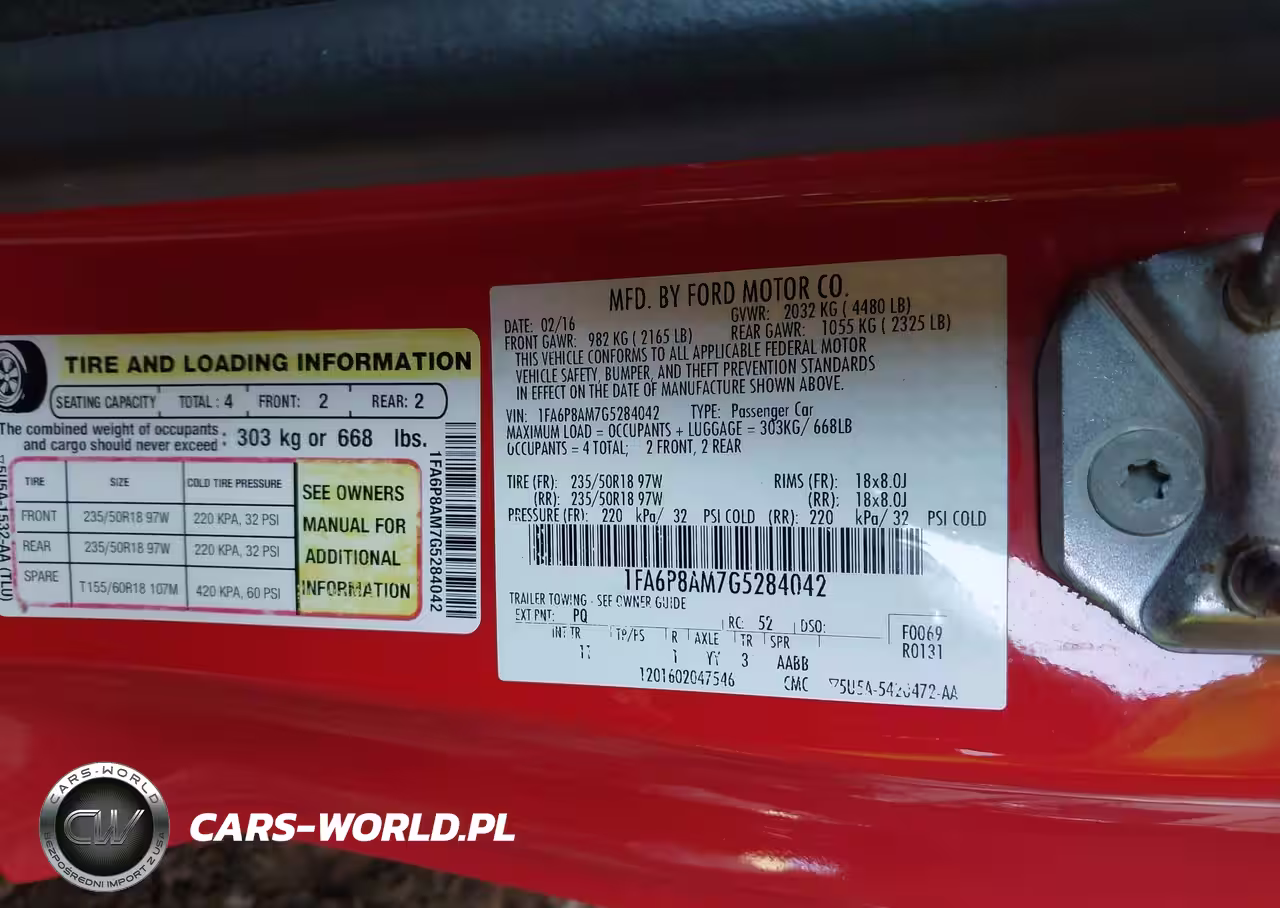 TIRE AND LOADING INFORMATION
SEATING CAPACITY TOTAL : 4 FRONT: 2 REAR: 2
The combined weight of occupants
and cargo should never exceed : 303 kg or 668 lbs.
TIRE SIZE COLD TIRE PRESSURE
FRONT 235/50R18 97W 220 KPA, 32 PSI
REAR 235/50R18 97W 220 KPA, 32 PSI
SPARE T155/60R18 107M 420 KPA, 60 PSI
SEE OWNERS
MANUAL FOR
ADDITIONAL
INFORMATION
1FA6P8AM7G5284042
MFD. BY FORD MOTOR CO.
DATE: 02/16 GVWR: 2032 KG ( 4480 LB)
FRONT GAWR: 982 KG ( 2165 LB) REAR GAWR: 1055 KG ( 2325 LB)
THIS VEHICLE CONFORMS TO ALL APPLICABLE FEDERAL MOTOR
VEHICLE SAFETY, BUMPER, AND THEFT PREVENTION STANDARDS
IN EFFECT ON THE DATE OF MANUFACTURE SHOWN ABOVE.
VIN: 1FA6P8AM7G5284042 TYPE: Passenger Car
MAXIMUM LOAD = OCCUPANTS + LUGGAGE = 303KG/ 668LB
OCCUPANTS = 4 TOTAL; 2 FRONT, 2 REAR
TIRE (FR): 235/50R18 97W RIMS (FR): 18x8.0J
(RR): 235/50R18 97W (RR): 18x8.0J
PRESSURE (FR): 220 kPa/ 32 PSI COLD (RR): 220 kPa/ 32 PSI COLD
1FA6P8AM7G5284042
TRAILER TOWING - SEE OWNER GUIDE
EXT PNT: PQ RC: 52 DSO:
INT TR TP/PS R AXLE TR SPR
1 YY 3 AABB
F0069
R0131
1201602047546 CMC
CARS-WORLD
CW
BEZPOŚREDNI IMPORT Z USA
CARS-WORLD.PL